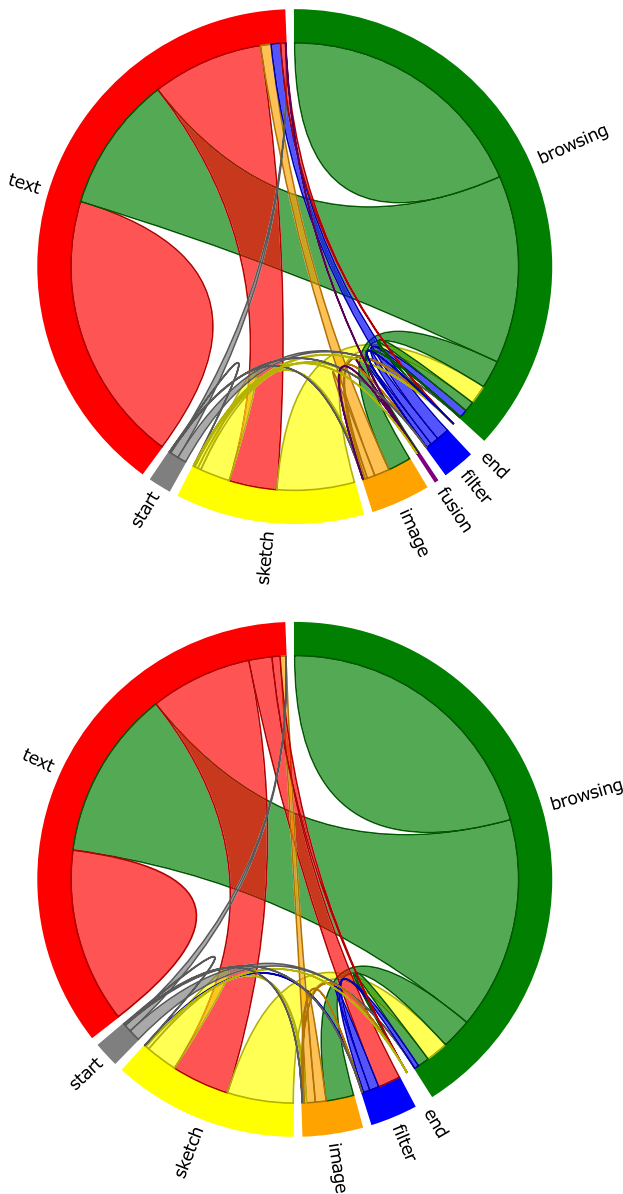 browsing
text
end
filter
fusion
start
image
sketch
text
browsing
start
end
filter
sketch
image